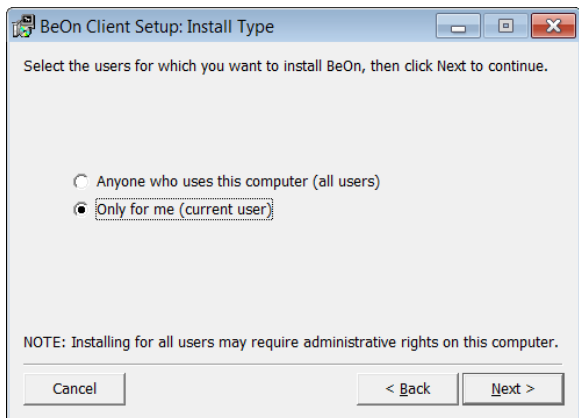 BeOn Client Setup: Install Type
Select the users for which you want to install BeOn, then click Next to continue.
Anyone who uses this computer (all users)
Only for me (current user)
NOTE: Installing for all users may require administrative rights on this computer.
Cancel
< Back
Next >